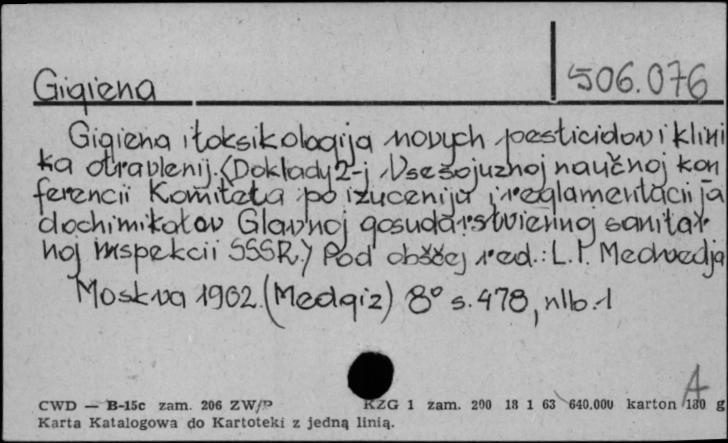 506.076
Gigiena
Gigiena i toksikologija novych pesticidov i klini
ka otravlenij. (Doklady 2-j Vsesojuznoj naučnoj kon
ferencii Komiteta po izuceniju i reglamentacii ja
dochimikatov Glavnoj gosudarstviennoj sanitar
noj inspekcii SSSR.) Pod obščej red.: L.I. Medvedja
Moskva 1962. (Medgiz) 8° s. 478, nlb. 1
A
CWD — B-15c zam. 206 ZW/P KZG 1 zam. 200 18 1 63 640.000 karton 180 g
Karta Katalogowa do Kartoteki z jedną linią.